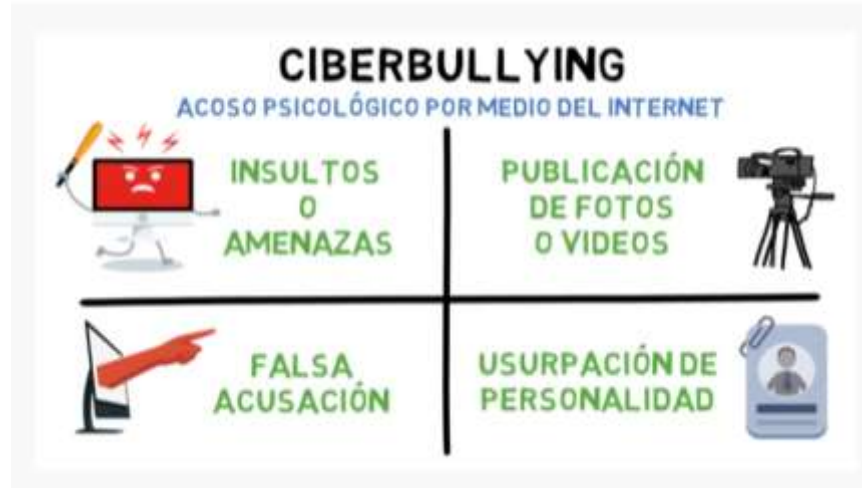 CIBERBULLYING
ACOSO PSICOLÓGICO POR MEDIO DEL INTERNET
INSULTOS
O
AMENAZAS
PUBLICACIÓN
DE FOTOS
O VIDEOS
FALSA
ACUSACIÓN
USURPACIÓN DE
PERSONALIDAD